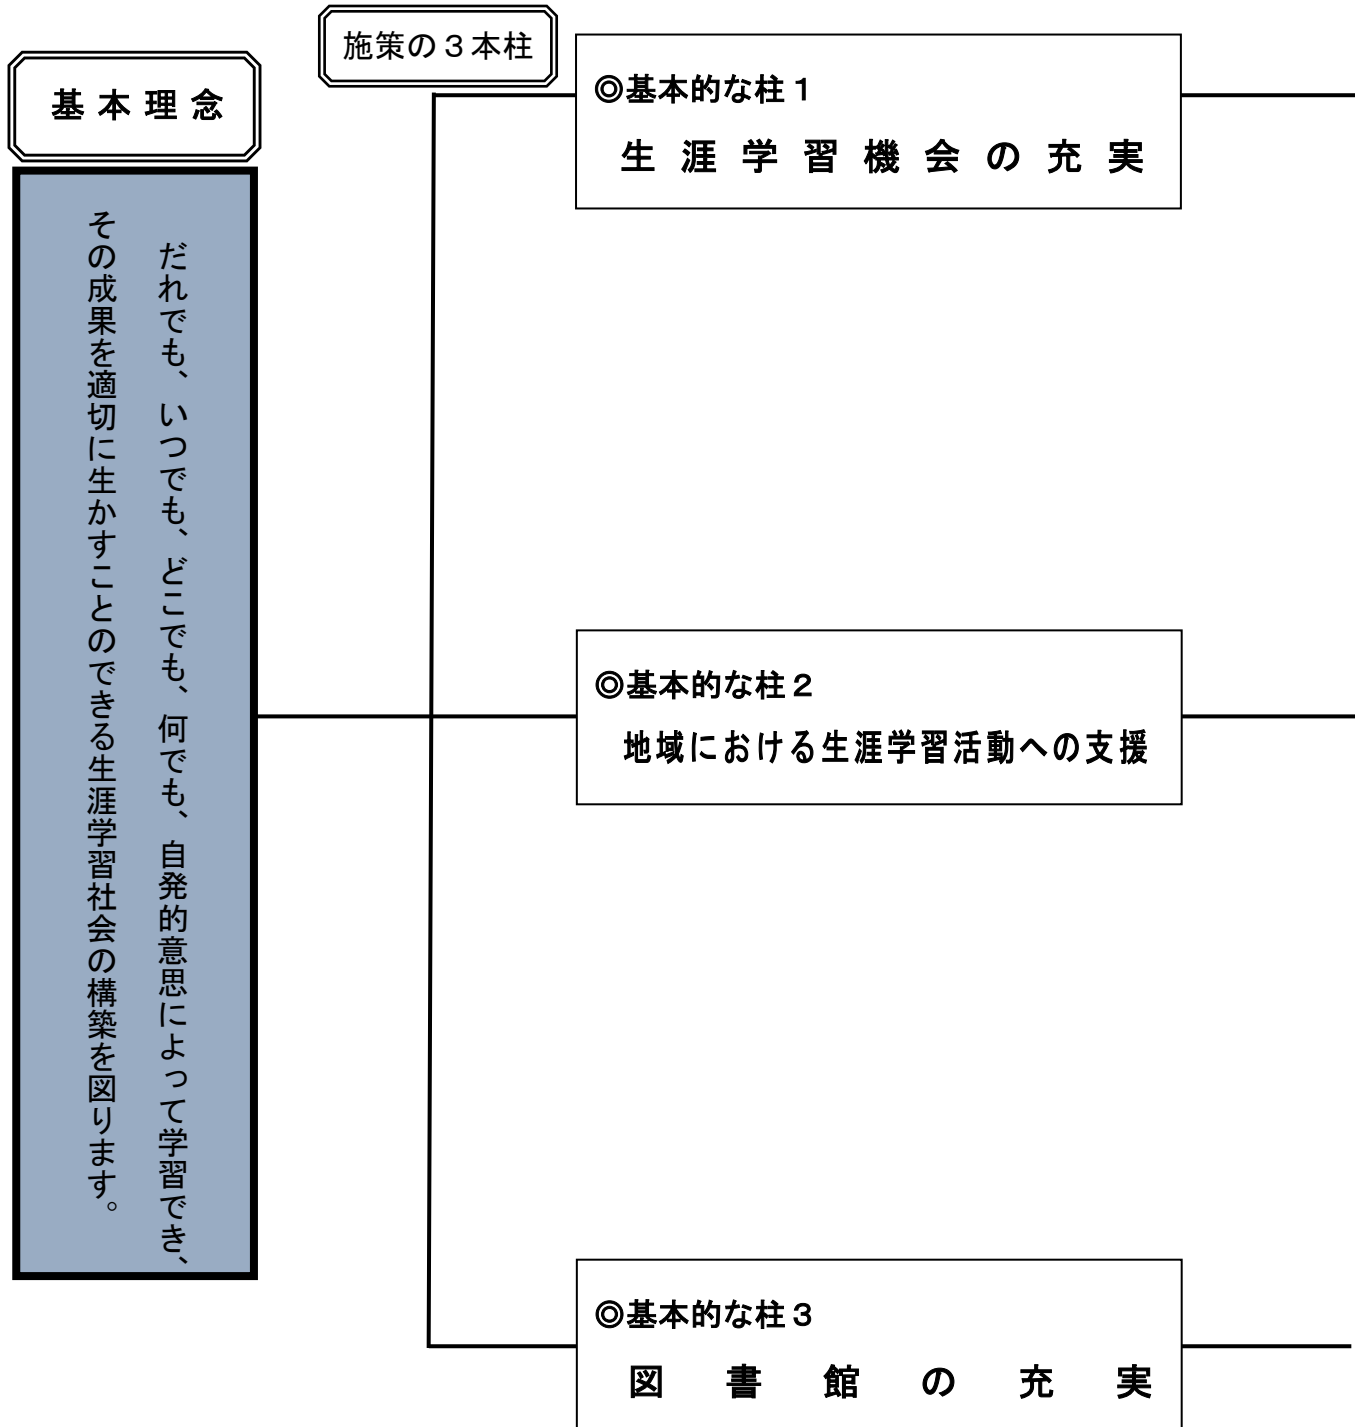 基本理念
だれでも、いつでも、どこでも、何でも、自発的意思によって学習でき、
その成果を適切に生かすことのできる生涯学習社会の構築を図ります。
施策の３本柱
◎基本的な柱１
生涯学習機会の充実
◎基本的な柱２
地域における生涯学習活動への支援
◎基本的な柱３
図書館の充実